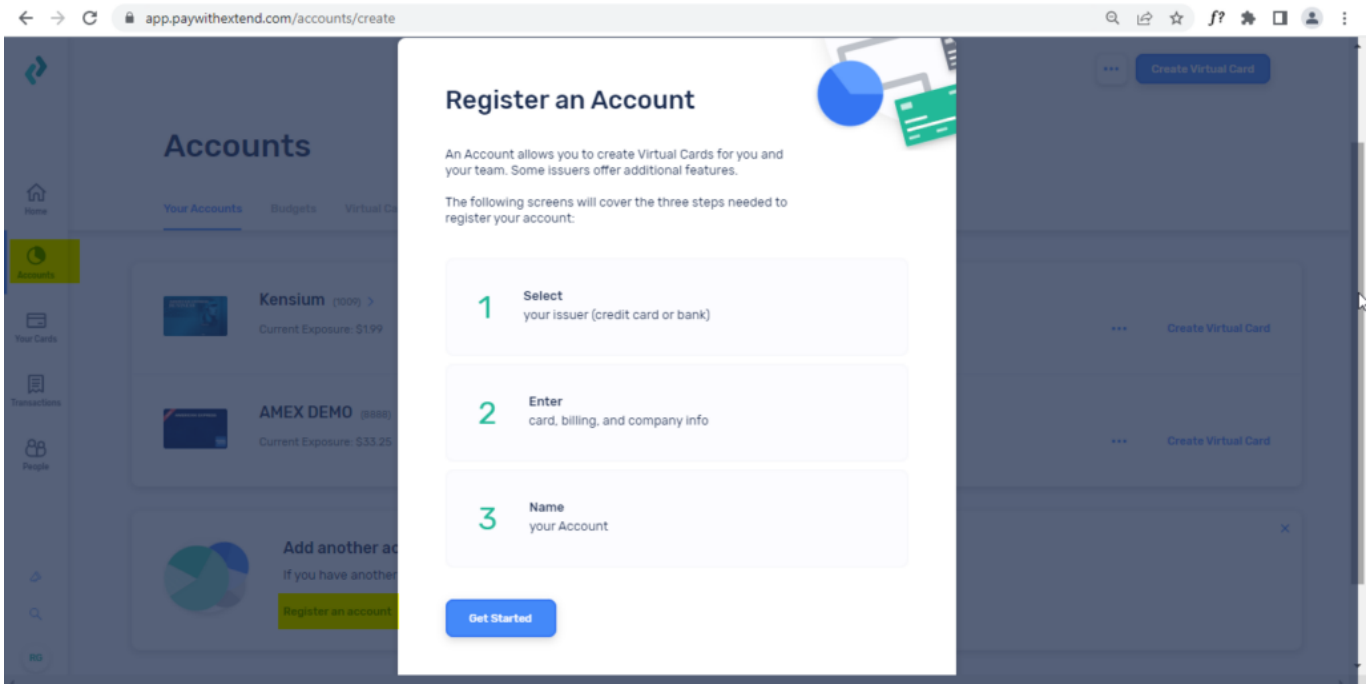 app.paywithextend.com/accounts/create
Create Virtual Card
Accounts
Home
Your Accounts
Budgets
Virtual Ca
Accounts
Kensium (1009) >
Current Exposure: $1.99
Create Virtual Card
Your Cards
Transactions
AMEX DEMO
Current Exposure: $33.25
Create Virtual Card
People
Add another ac
If you have another
Register an account
RG
Register an Account
An Account allows you to create Virtual Cards for you and
your team. Some issuers offer additional features.
The following screens will cover the three steps needed to
register your account:
1
Select
your issuer (credit card or bank)
2
Enter
card, billing, and company info
3
Name
your Account
Get Started